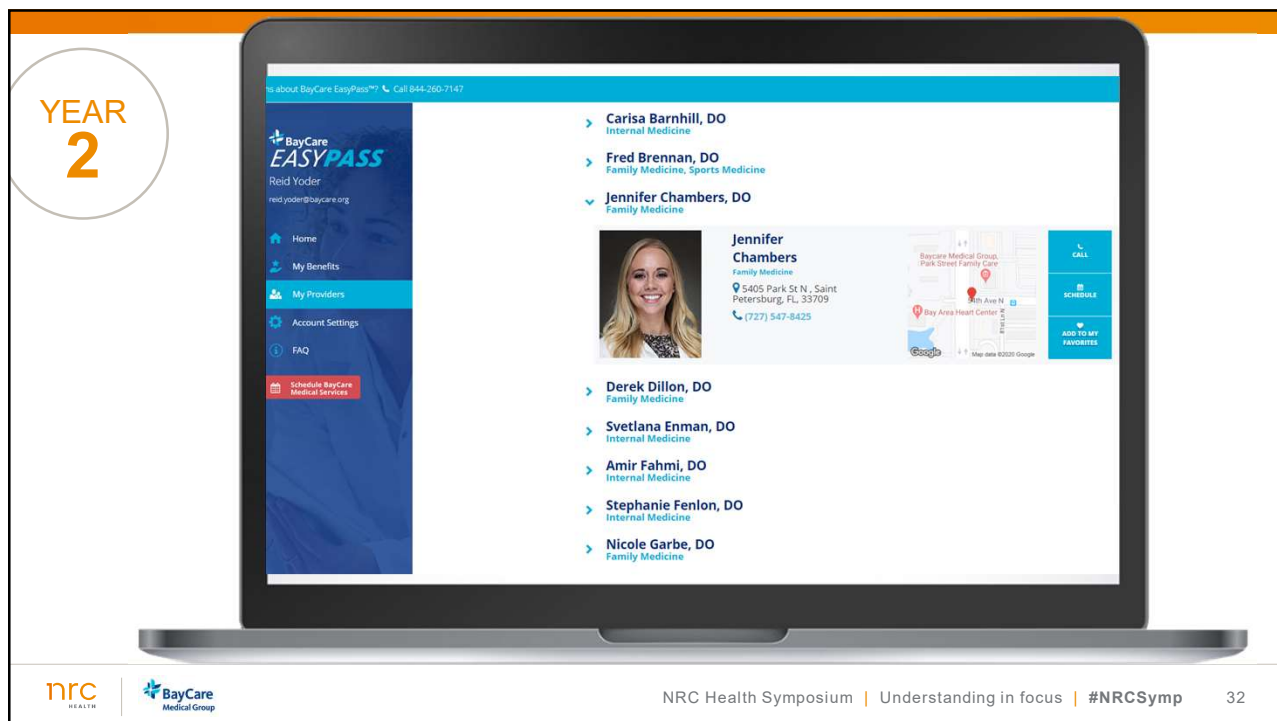 YEAR
2
ns about BayCare EasyPass™? Call 844-260-7147
BayCare
EASYPASS
Reid Yoder
reid.yoder@baycare.org
Home
My Benefits
My Providers
Account Settings
FAQ
Schedule BayCare
Medical Services
Carisa Barnhill, DO
Internal Medicine
Fred Brennan, DO
Family Medicine, Sports Medicine
Jennifer Chambers, DO
Family Medicine
Jennifer
Chambers
Family Medicine
5405 Park St N , Saint
Petersburg, FL, 33709
(727) 547-8425
Baycare Medical Group,
Park Street Family Care
54th Ave N
Bay Area Heart Center
81st Ln N
Google
Map data ©2020 Google
CALL
SCHEDULE
ADD TO MY
FAVORITES
Derek Dillon, DO
Family Medicine
Svetlana Enman, DO
Internal Medicine
Amir Fahmi, DO
Internal Medicine
Stephanie Fenlon, DO
Internal Medicine
Nicole Garbe, DO
Family Medicine
nrc
HEALTH
BayCare
Medical Group
NRC Health Symposium | Understanding in focus | #NRCSymp 32